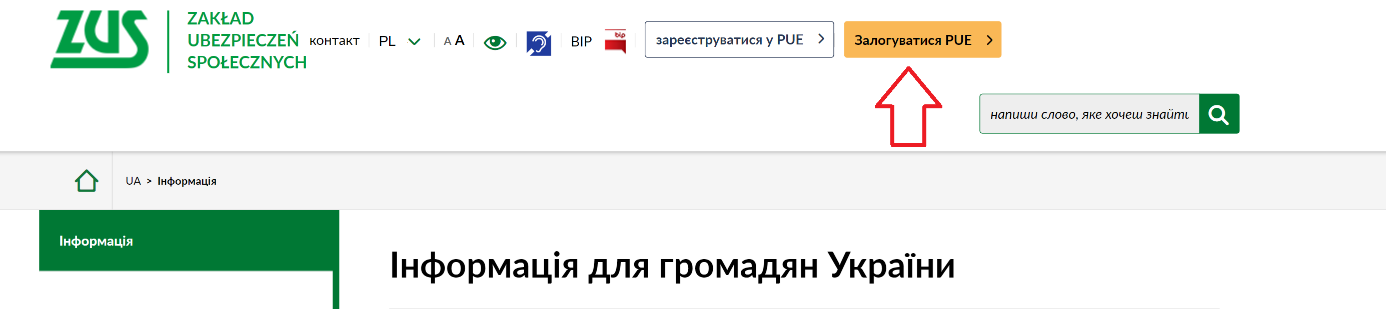 ZUS
ZAKŁAD
UBEZPIECZEŃ
SPOŁECZNYCH
контакт
PL
A A
BIP
bip
зареєструватися у PUE
Залогуватися PUE
напиши слово, яке хочеш знайти
UA > Інформація
Інформація
Інформація для громадян України